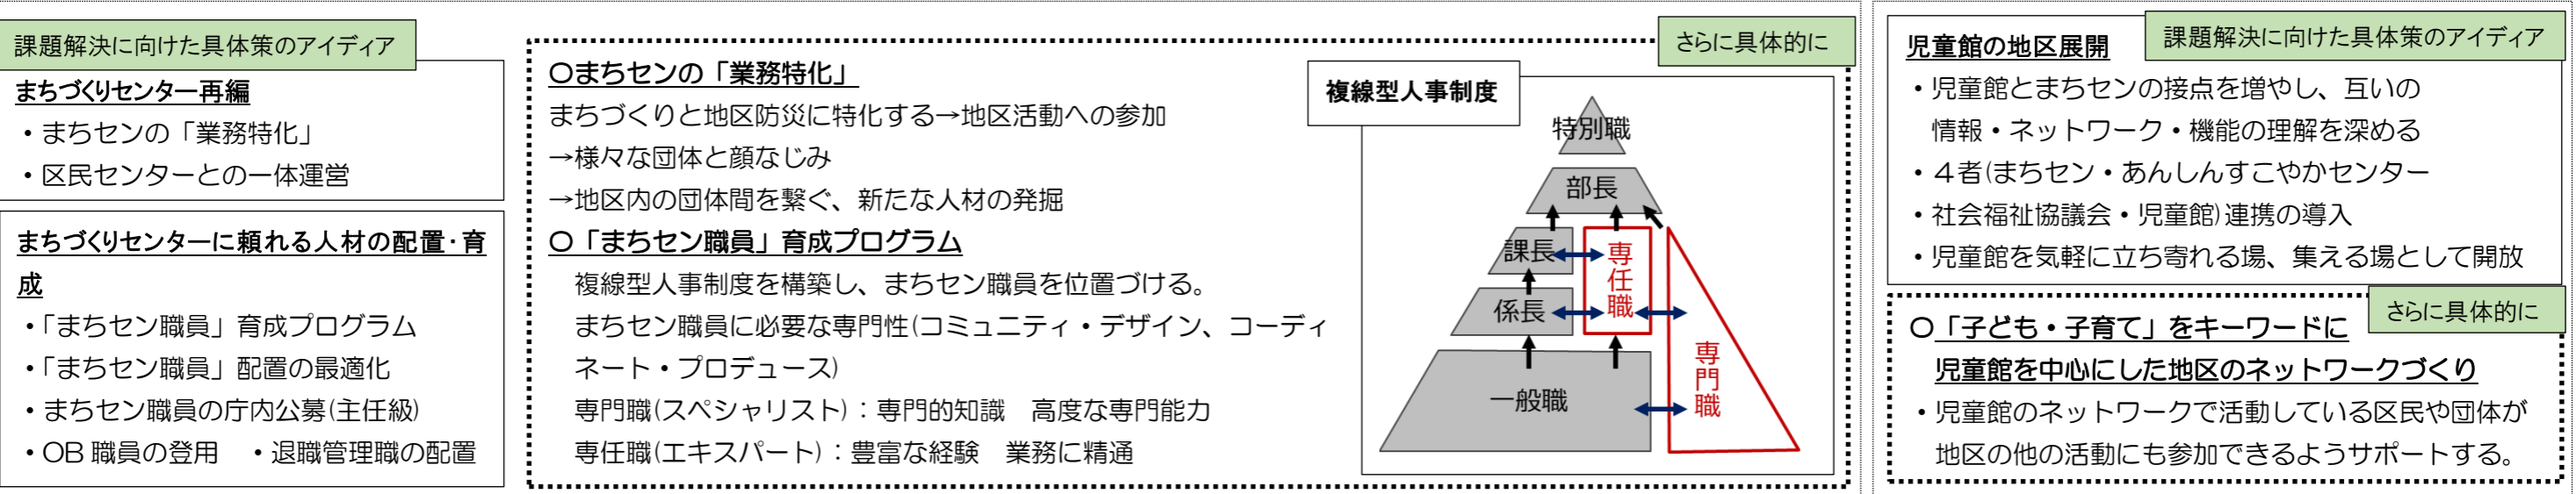 課題解決に向けた具体策のアイディア
まちづくりセンター再編
・まちセンの「業務特化」
・区民センターとの一体運営
まちづくりセンターに頼れる人材の配置・育
成
・「まちセン職員」育成プログラム
・「まちセン職員」配置の最適化
・まちセン職員の庁内公募(主任級)
・OB 職員の登用　・退職管理職の配置
さらに具体的に
〇まちセンの「業務特化」
まちづくりと地区防災に特化する→地区活動への参加
→様々な団体と顔なじみ
→地区内の団体間を繋ぐ、新たな人材の発掘
〇「まちセン職員」育成プログラム
複線型人事制度を構築し、まちセン職員を位置づける。
まちセン職員に必要な専門性(コミュニティ・デザイン、コーディ
ネート・プロデュース)
専門職(スペシャリスト)：専門的知識　高度な専門能力
専任職(エキスパート)：豊富な経験　業務に精通
複線型人事制度
特別職
部長
課長
係長
一般職
専任職
専門職
課題解決に向けた具体策のアイディア
児童館の地区展開
・児童館とまちセンの接点を増やし、互いの
情報・ネットワーク・機能の理解を深める
・４者(まちセン・あんしんすこやかセンター
・社会福祉協議会・児童館)連携の導入
・児童館を気軽に立ち寄れる場、集える場として開放
さらに具体的に
〇「子ども・子育て」をキーワードに
児童館を中心にした地区のネットワークづくり
・児童館のネットワークで活動している区民や団体が
地区の他の活動にも参加できるようサポートする。